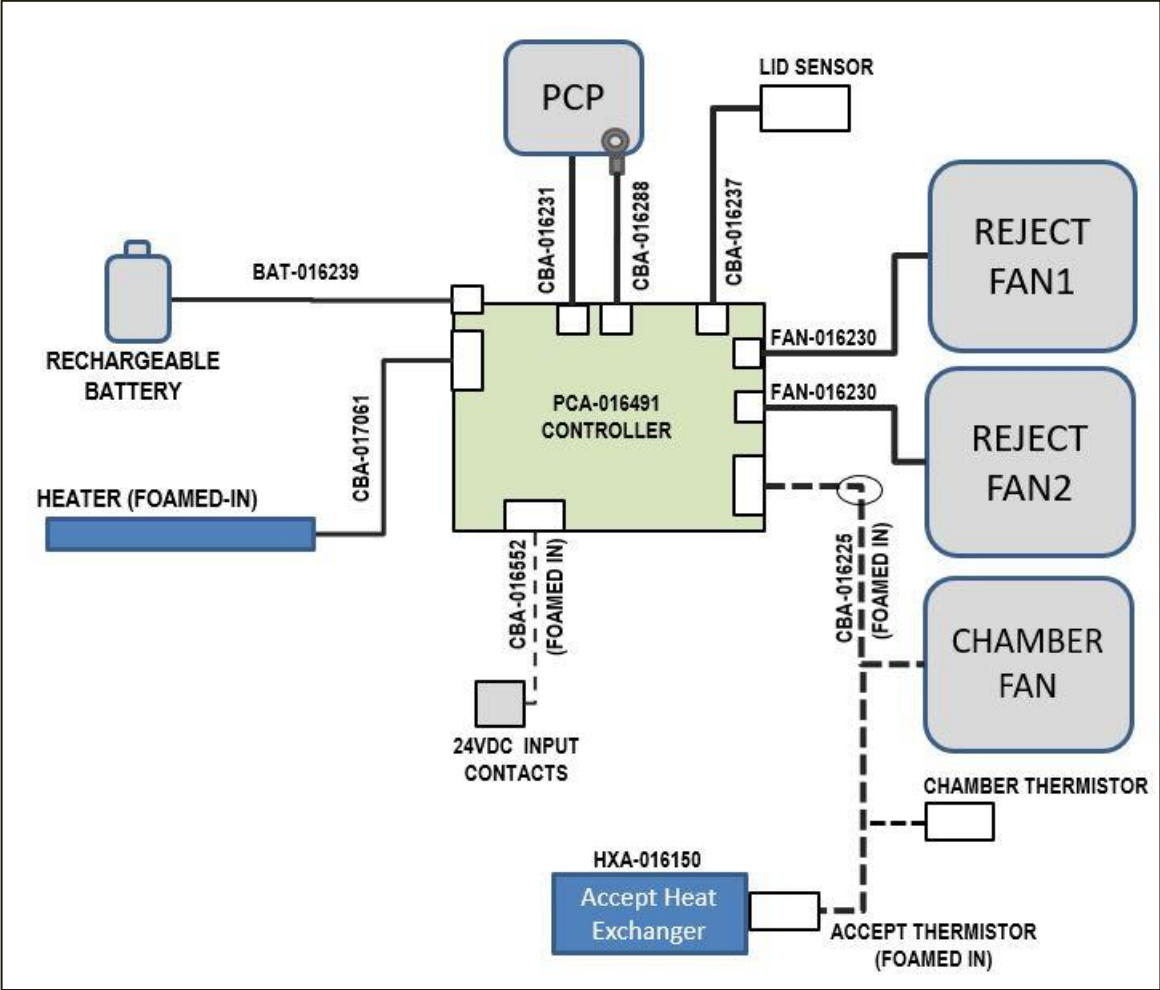 PCP
LID SENSOR
CBA-016231
CBA-016288
CBA-016237
REJECT
FAN1
BAT-016239
RECHARGEABLE
BATTERY
FAN-016230
FAN-016230
REJECT
FAN2
PCA-016491
CONTROLLER
CBA-017061
HEATER (FOAMED-IN)
CBA-016552
(FOAMED IN)
CBA-016225
(FOAMED IN)
CHAMBER
FAN
24VDC INPUT
CONTACTS
CHAMBER THERMISTOR
HXA-016150
Accept Heat
Exchanger
ACCEPT THERMISTOR
(FOAMED IN)